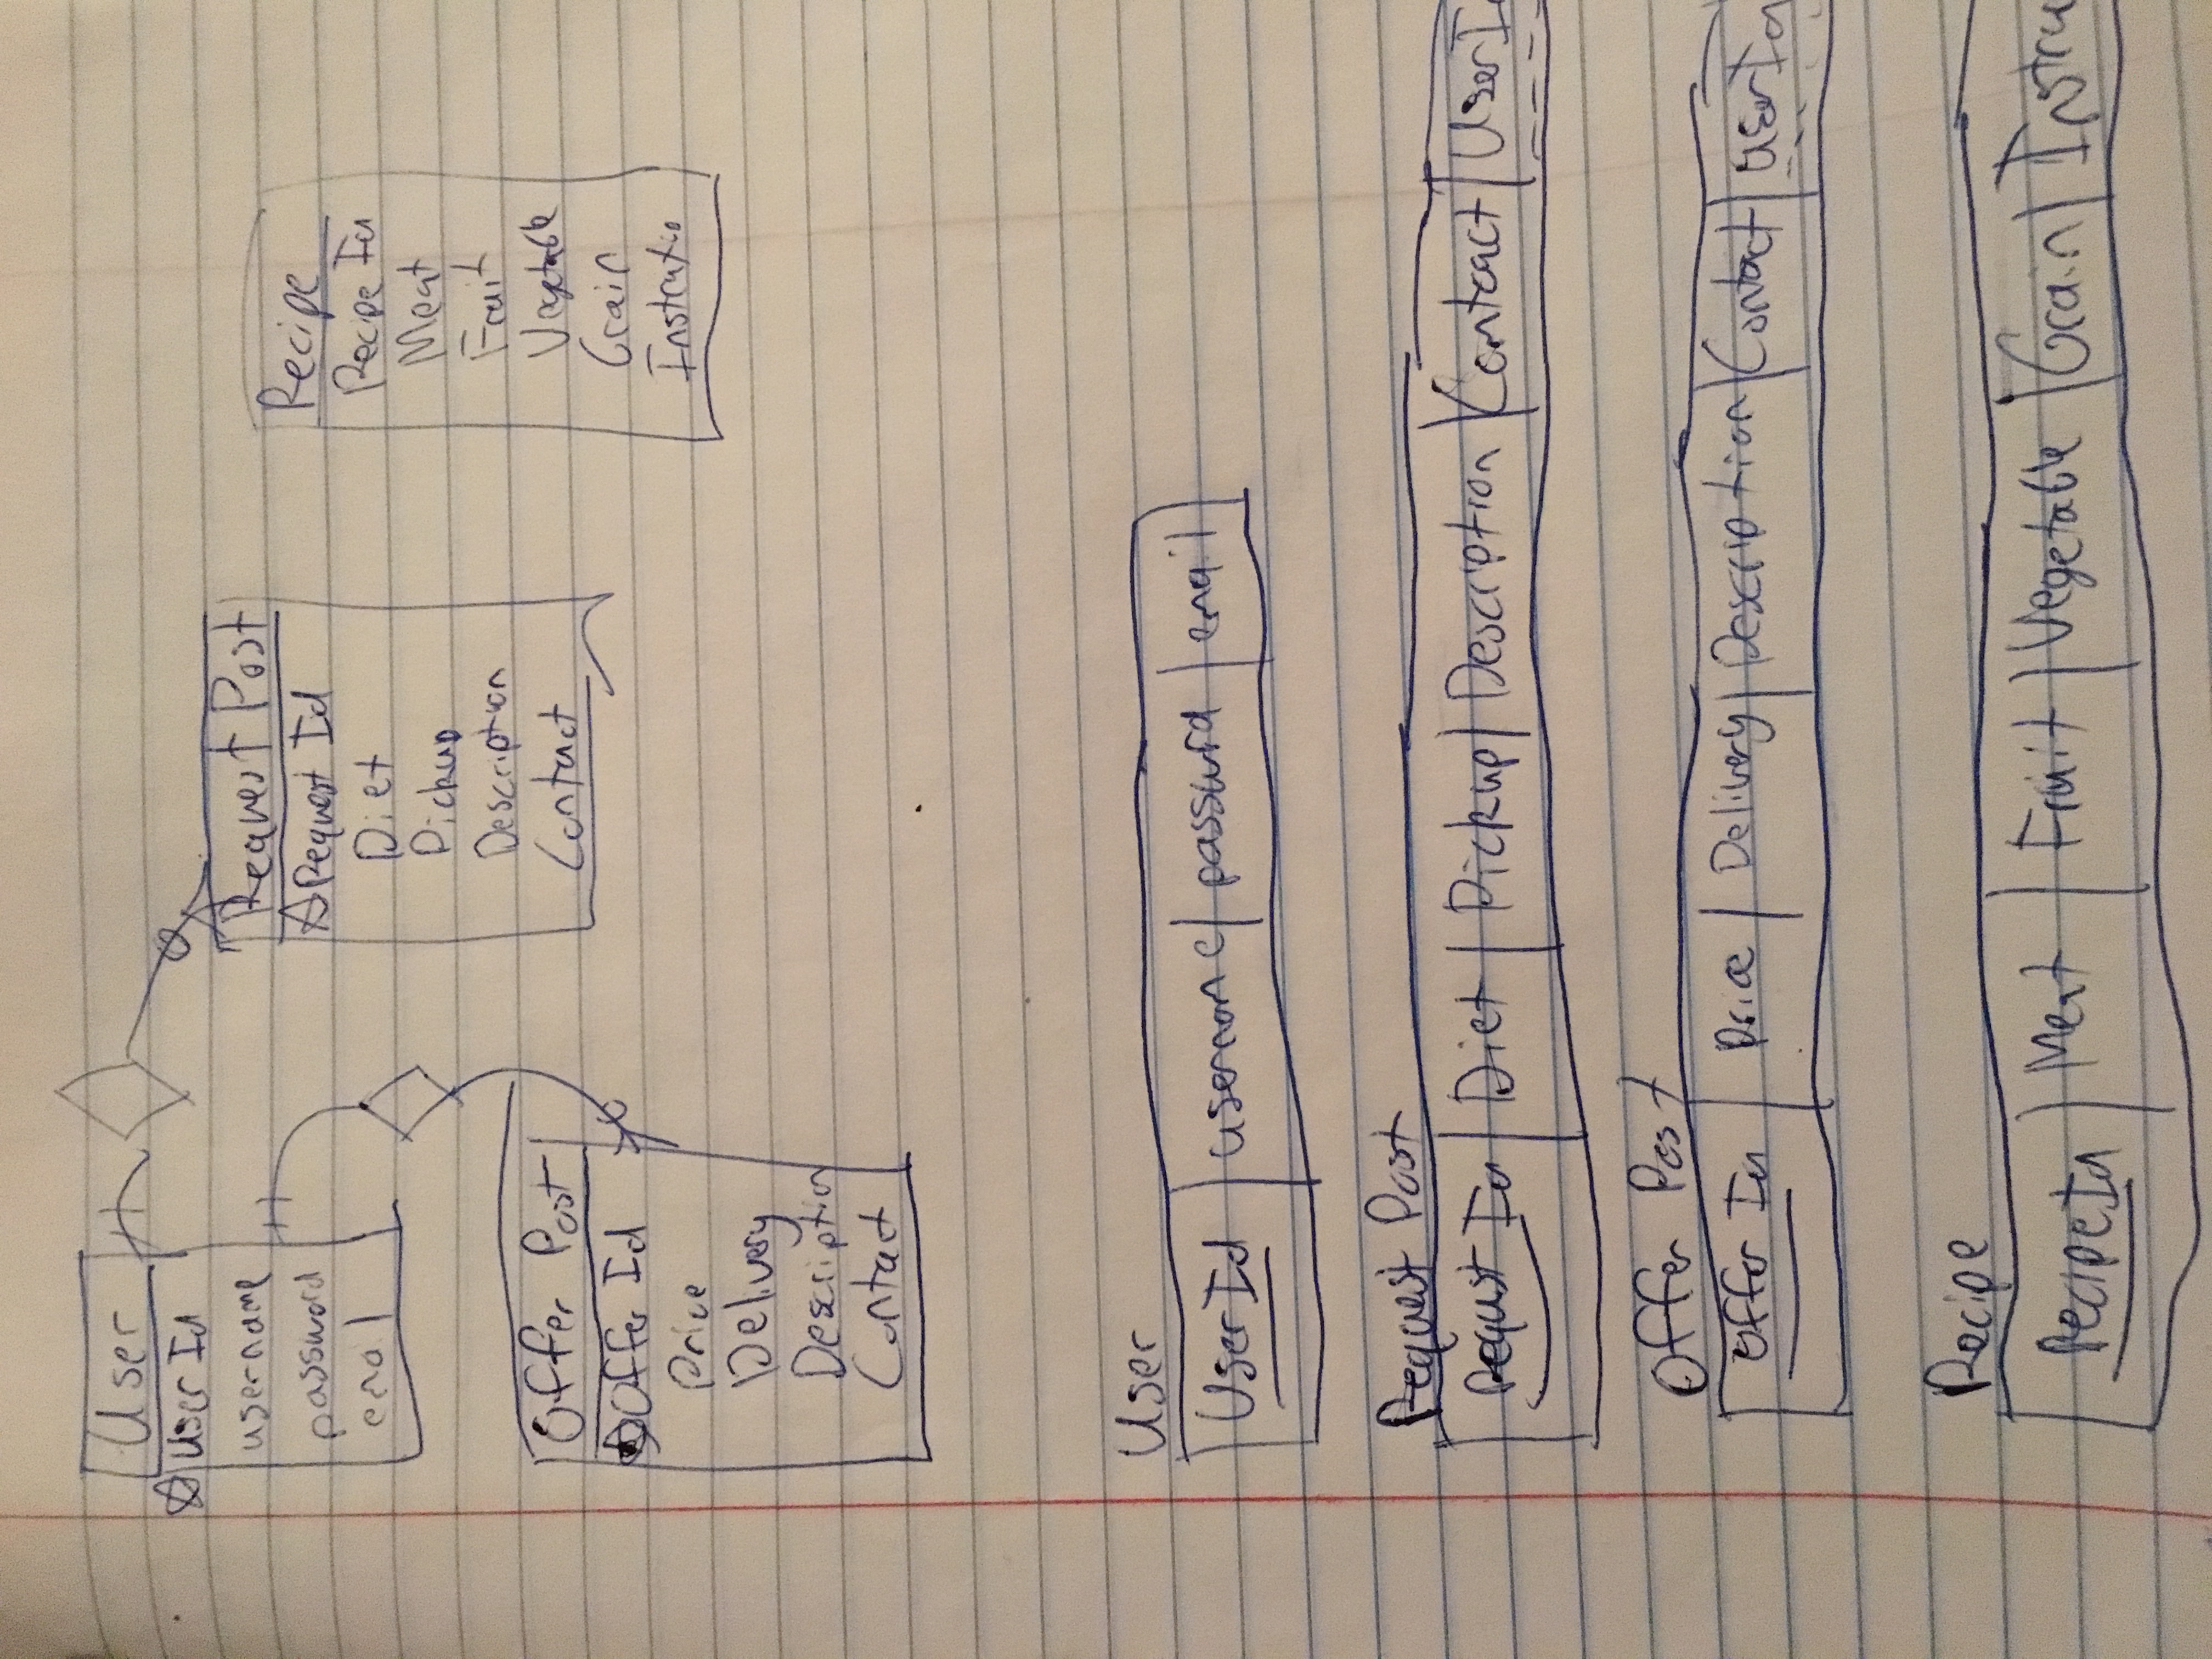 User
User Id
username
password
email
Request Post
Request Id
Diet
Pickup
Description
Contact
Recipe
Recipe Id
Meat
Fruit
Vegetable
Grain
Instructio
Offer Post
Offer Id
Price
Delivery
Description
Contact
User
User Id username password email
Request Post
Request Id Diet Pickup Description Contact User Id
Offer Post
Offer Id Price Delivery Description Contact User Id
Recipe
Recipe Id Meat Fruit Vegetable Grain Instru